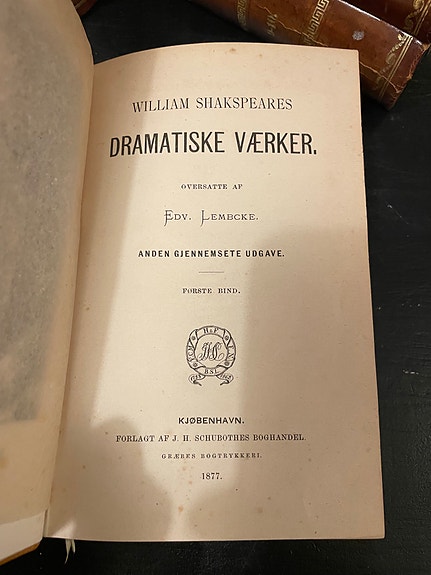 WILLIAM SHAKSPEARES
DRAMATISKE VÆRKER.
OVERSATTE AF
EDV. LEMBCKE.
ANDEN GJENNEMSETE UDGAVE.
FØRSTE BIND.
KJØBENHAVN.
FORLAGT AF J. H. SCHUBOTHES BOGHANDEL.
GRÆBES BOGTRYKKERI.
1877.